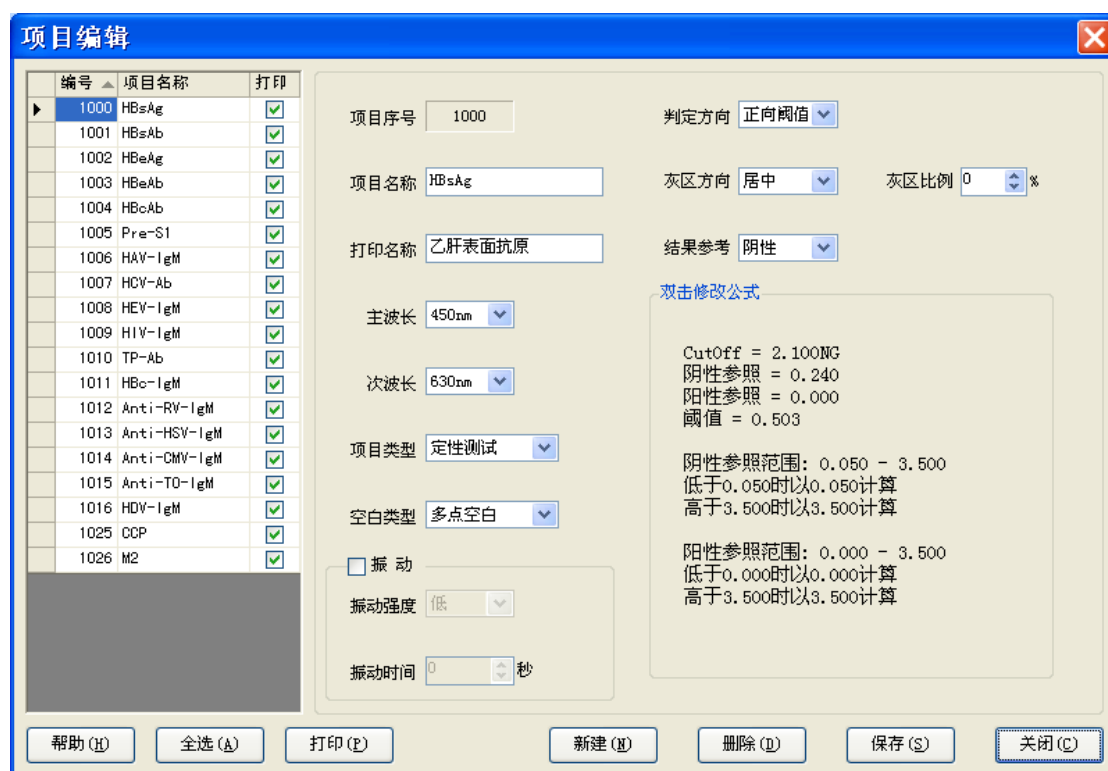 项目编辑
编号 项目名称 打印
1000 HBsAg
1001 HBsAb
1002 HBeAg
1003 HBeAb
1004 HBcAb
1005 Pre-S1
1006 HAV-IgM
1007 HCV-Ab
1008 HEV-IgM
1009 HIV-IgM
1010 TP-Ab
1011 HBc-IgM
1012 Anti-RV-IgM
1013 Anti-HSV-IgM
1014 Anti-CMV-IgM
1015 Anti-TO-IgM
1016 HDV-IgM
1025 CCP
1026 M2
项目序号 1000
项目名称 HBsAg
打印名称 乙肝表面抗原
主波长 450nm
次波长 630nm
项目类型 定性测试
空白类型 多点空白
振 动
振动强度 低
振动时间 0 秒
判定方向 正向阈值
灰区方向 居中 灰区比例 0 %
结果参考 阴性
双击修改公式
CutOff = 2.100NG
阴性参照 = 0.240
阳性参照 = 0.000
阈值 = 0.503
阴性参照范围: 0.050 - 3.500
低于0.050时以0.050计算
高于3.500时以3.500计算
阳性参照范围: 0.000 - 3.500
低于0.000时以0.000计算
高于3.500时以3.500计算
帮助(H) 全选(A) 打印(P) 新建(N) 删除(D) 保存(S) 关闭(C)